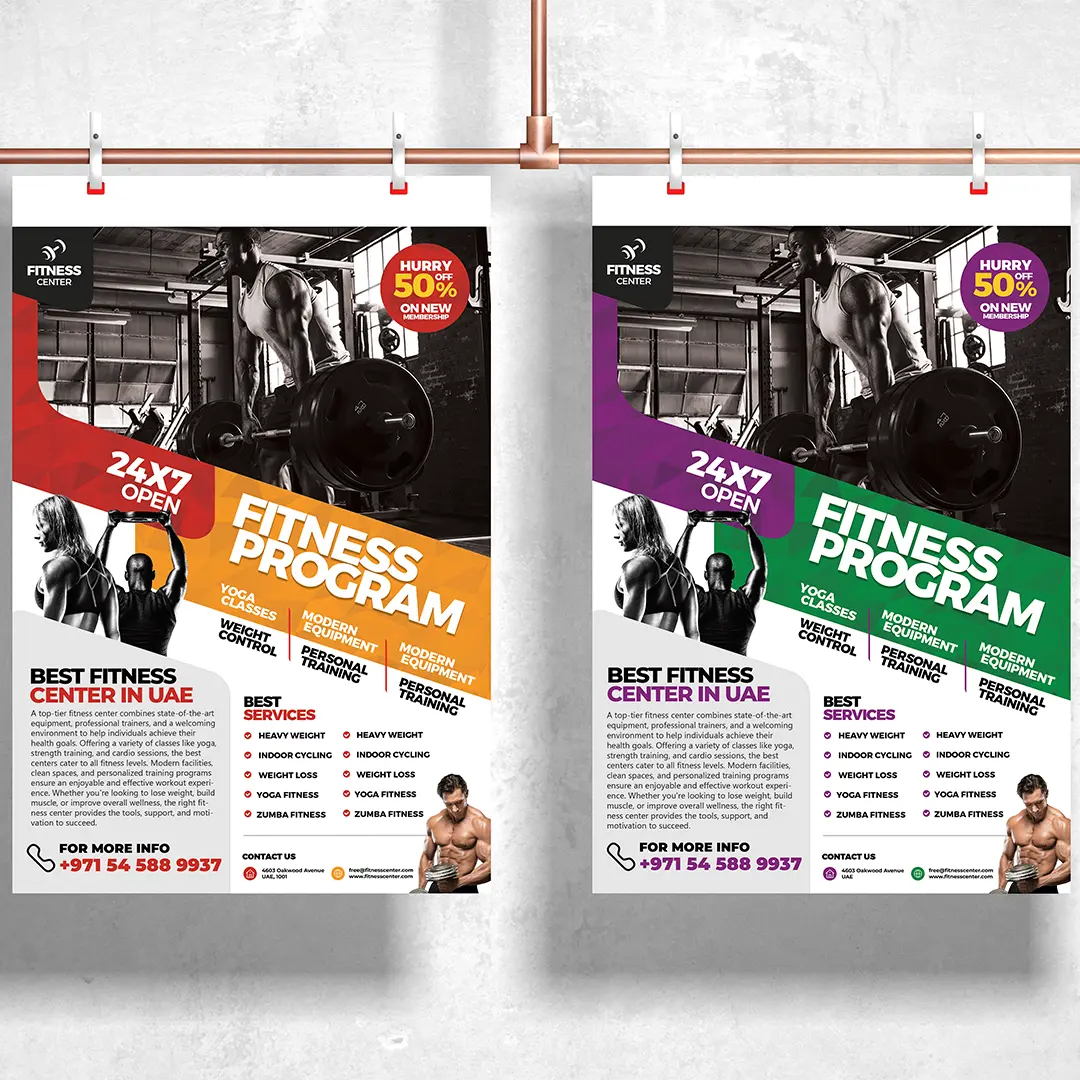 FITNESS
CENTER
HURRY
50% OFF
ON NEW
MEMBERSHIP
24X7
OPEN
FITNESS
PROGRAM
YOGA
CLASSES
WEIGHT
CONTROL
MODERN
EQUIPMENT
PERSONAL
TRAINING
MODERN
EQUIPMENT
PERSONAL
TRAINING
BEST FITNESS
CENTER IN UAE
A top-tier fitness center combines state-of-the-art
equipment, professional trainers, and a welcoming
environment to help individuals achieve their
health goals. Offering a variety of classes like yoga,
strength training, and cardio sessions, the best
centers cater to all fitness levels. Modern facilities,
clean spaces, and personalized training programs
ensure an enjoyable and effective workout experi-
ence. Whether you're looking to lose weight, build
muscle, or improve overall wellness, the right fit-
ness center provides the tools, support, and moti-
vation to succeed.
BEST
SERVICES
HEAVY WEIGHT
INDOOR CYCLING
WEIGHT LOSS
YOGA FITNESS
ZUMBA FITNESS
HEAVY WEIGHT
INDOOR CYCLING
WEIGHT LOSS
YOGA FITNESS
ZUMBA FITNESS
FOR MORE INFO
+971 54 588 9937
CONTACT US
4603 Oakwood Avenue
UAE, 1001
free@fitnesscenter.com
www.fitnesscenter.com
FITNESS
CENTER
HURRY
50% OFF
ON NEW
MEMBERSHIP
24X7
OPEN
FITNESS
PROGRAM
YOGA
CLASSES
WEIGHT
CONTROL
MODERN
EQUIPMENT
PERSONAL
TRAINING
MODERN
EQUIPMENT
PERSONAL
TRAINING
BEST FITNESS
CENTER IN UAE
A top-tier fitness center combines state-of-the-art
equipment, professional trainers, and a welcoming
environment to help individuals achieve their
health goals. Offering a variety of classes like yoga,
strength training, and cardio sessions, the best
centers cater to all fitness levels. Modern facilities,
clean spaces, and personalized training programs
ensure an enjoyable and effective workout experi-
ence. Whether you're looking to lose weight, build
muscle, or improve overall wellness, the right fit-
ness center provides the tools, support, and
motivation to succeed.
BEST
SERVICES
HEAVY WEIGHT
INDOOR CYCLING
WEIGHT LOSS
YOGA FITNESS
ZUMBA FITNESS
HEAVY WEIGHT
INDOOR CYCLING
WEIGHT LOSS
YOGA FITNESS
ZUMBA FITNESS
FOR MORE INFO
+971 54 588 9937
CONTACT US
4603 Oakwood Avenue
UAE
free@fitnesscenter.com
www.fitnesscenter.com